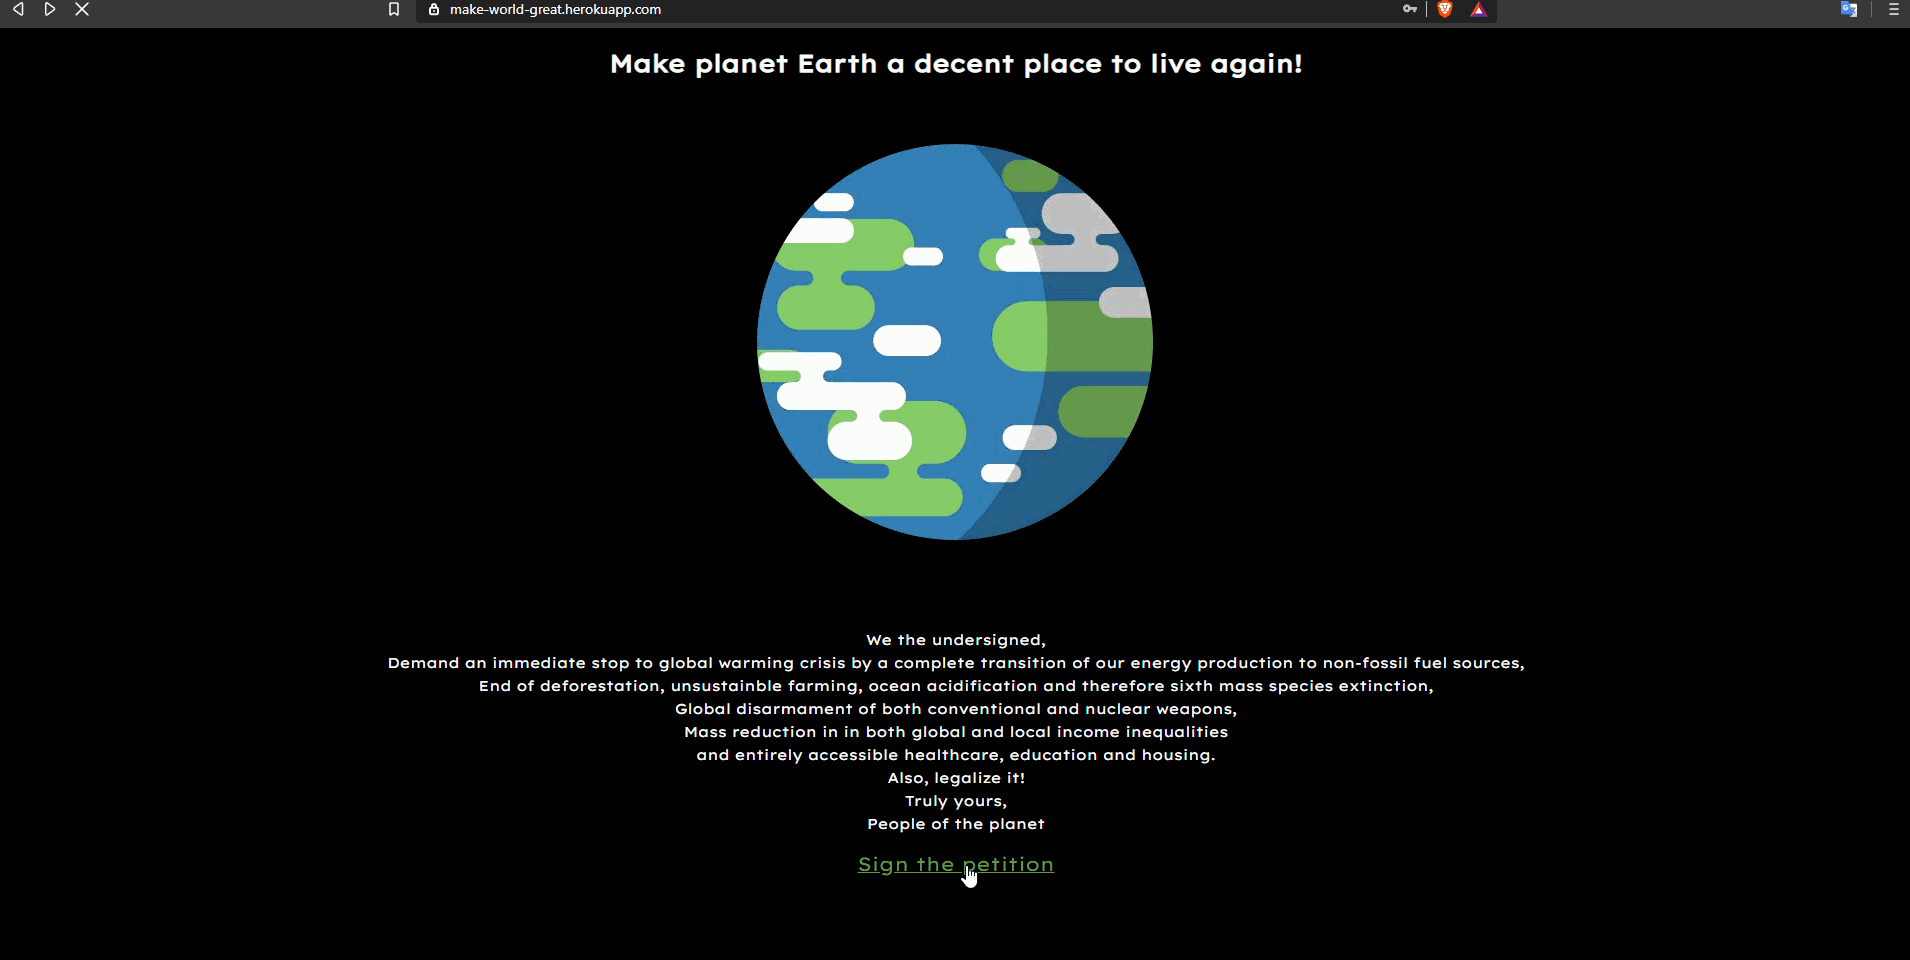 make-world-great.herokuapp.com
Make planet Earth a decent place to live again!
We the undersigned,
Demand an immediate stop to global warming crisis by a complete transition of our energy production to non-fossil fuel sources,
End of deforestation, unsustainble farming, ocean acidification and therefore sixth mass species extinction,
Global disarmament of both conventional and nuclear weapons,
Mass reduction in in both global and local income inequalities
and entirely accessible healthcare, education and housing.
Also, legalize it!
Truly yours,
People of the planet
Sign the petition